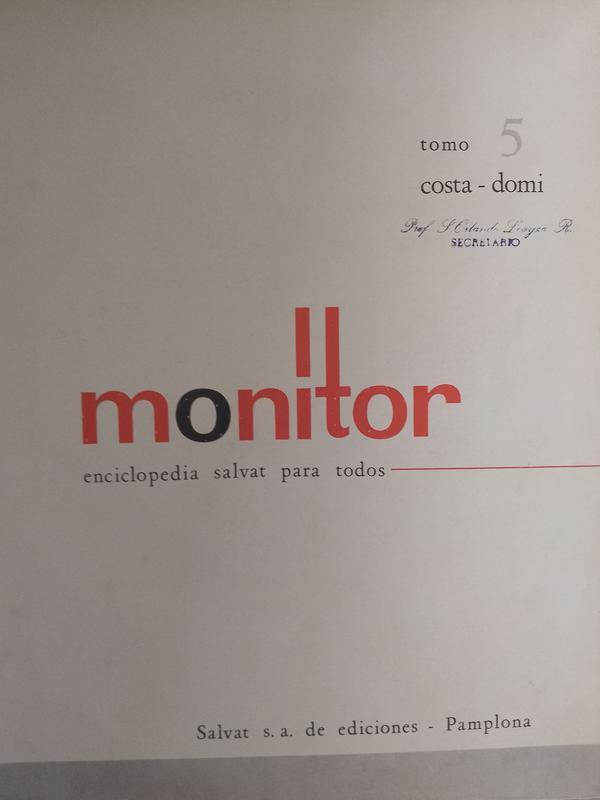 tomo 5
costa - domi
Prof. S. Orlando Loayza R.
SECRETARIO
monitor
enciclopedia salvat para todos
Salvat s. a. de ediciones - Pamplona